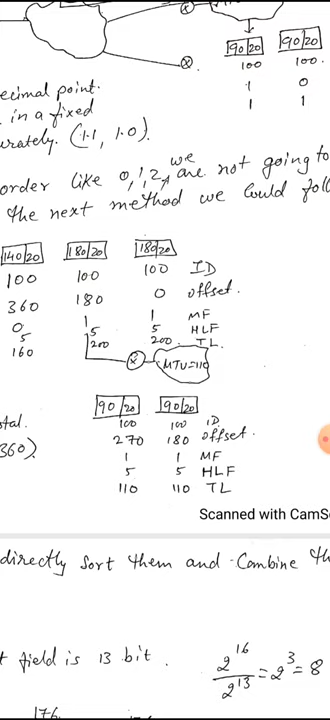 90 20 90 20
100 100.
ecimal point.
1 0
in a fixed
1 1
urately. (1.1, 1.0).
order like 0,1,2, we are not going to
the next method we could foll
140 20 180 20 180 20
100 100 100 ID
360 180 0 offset.
0 1 1 MF
5 5 5 HLF
160 200 200. TL.
MTU=110
90 20 90 20
tal. 100 100 ID
360). 270 180 offset.
1 1 MF
5 5 HLF
110 110 TL
Scanned with CamS
directly sort them and combine th
t field is 13 bit. 2^16/2^13 = 2^3 = 8
176.